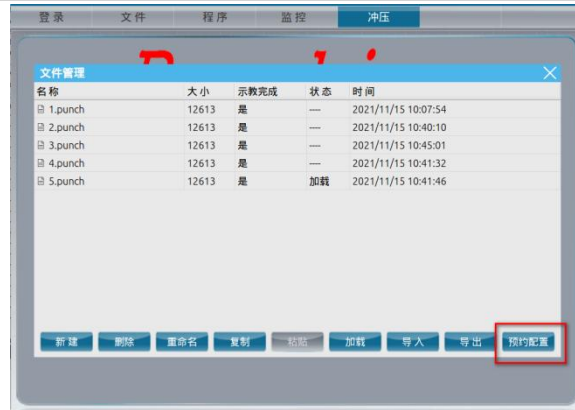 登录 文件 程序 监控 冲压
文件管理
名称 大小 示教完成 状态 时间
1.punch 12613 是 --- 2021/11/15 10:07:54
2.punch 12613 是 --- 2021/11/15 10:40:10
3.punch 12613 是 --- 2021/11/15 10:45:01
4.punch 12613 是 --- 2021/11/15 10:41:32
5.punch 12613 是 加载 2021/11/15 10:41:46
新建 删除 重命名 复制 粘贴 加载 导入 导出 预约配置